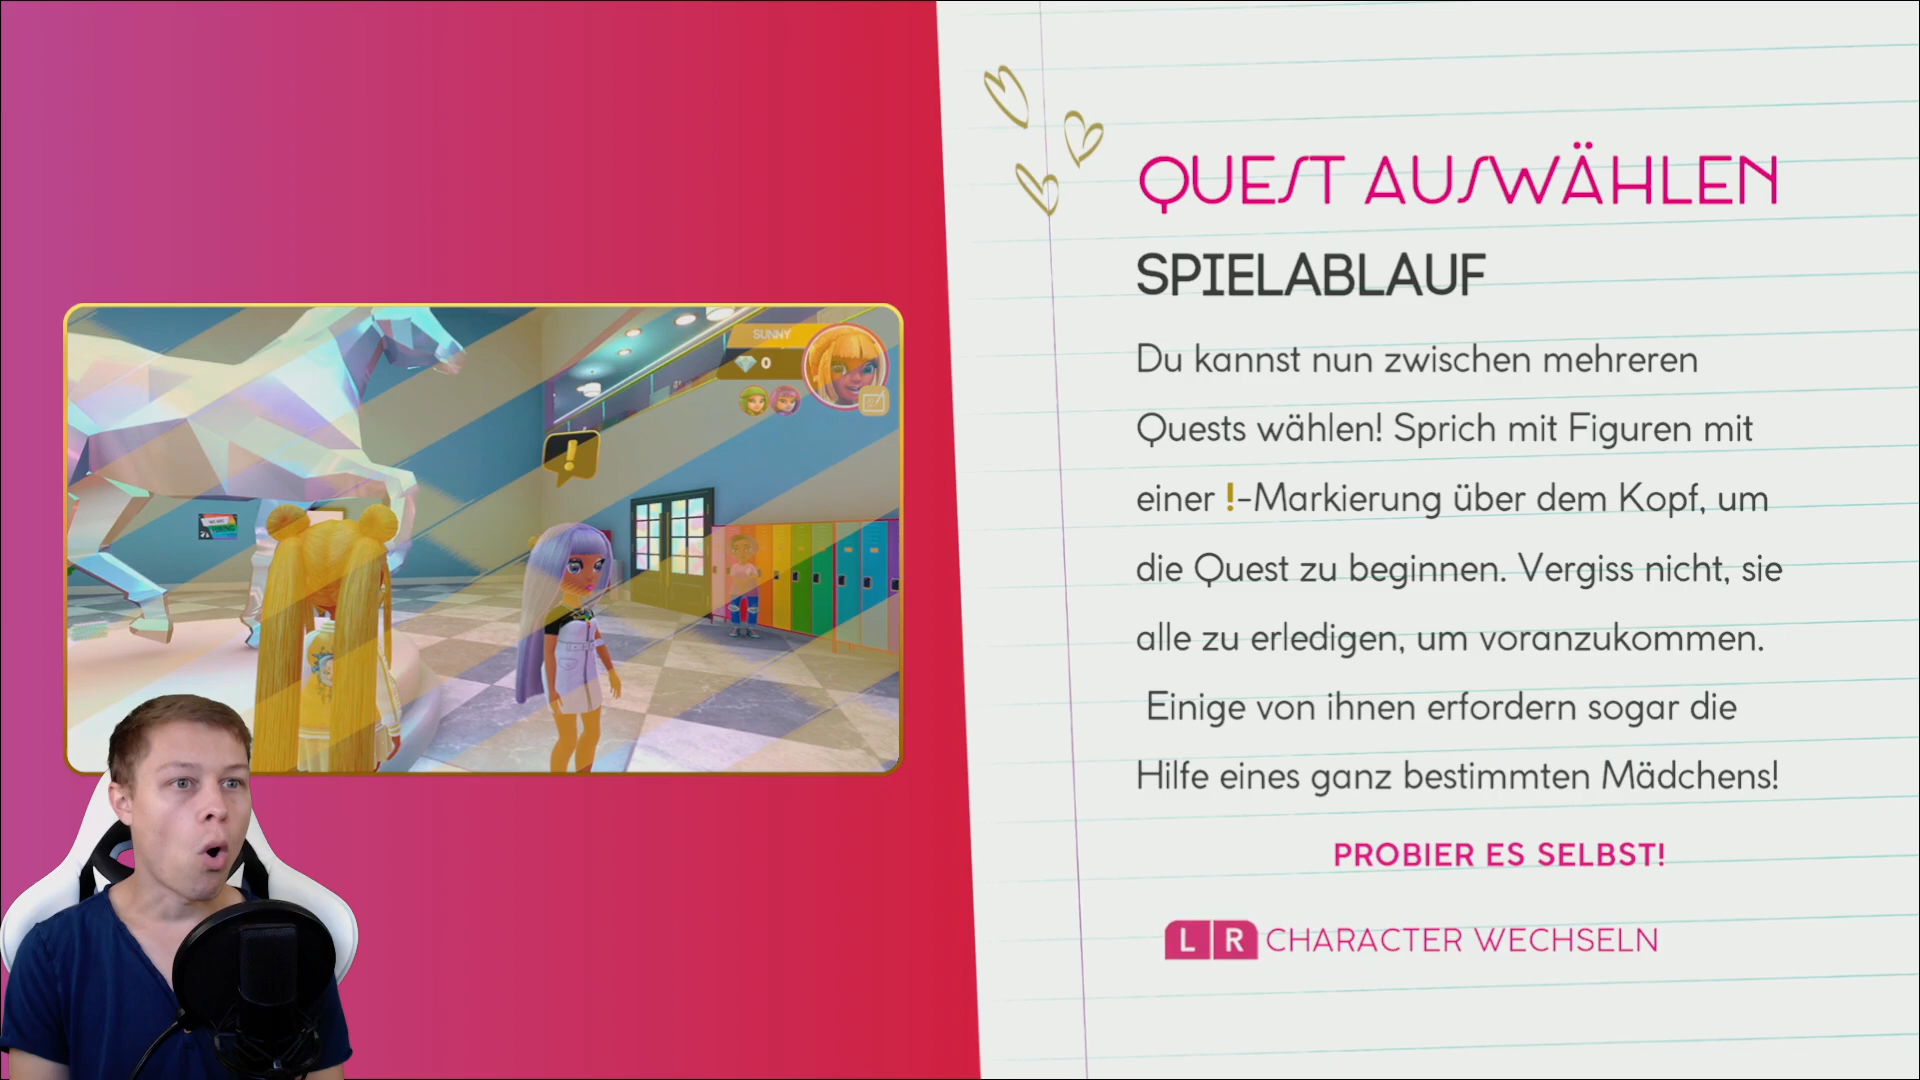 SUNNY
0
!
QUEST AUSWÄHLEN
SPIELABLAUF
Du kannst nun zwischen mehreren
Quests wählen! Sprich mit Figuren mit
einer !-Markierung über dem Kopf, um
die Quest zu beginnen. Vergiss nicht, sie
alle zu erledigen, um voranzukommen.
Einige von ihnen erfordern sogar die
Hilfe eines ganz bestimmten Mädchens!
PROBIER ES SELBST!
L R CHARACTER WECHSELN